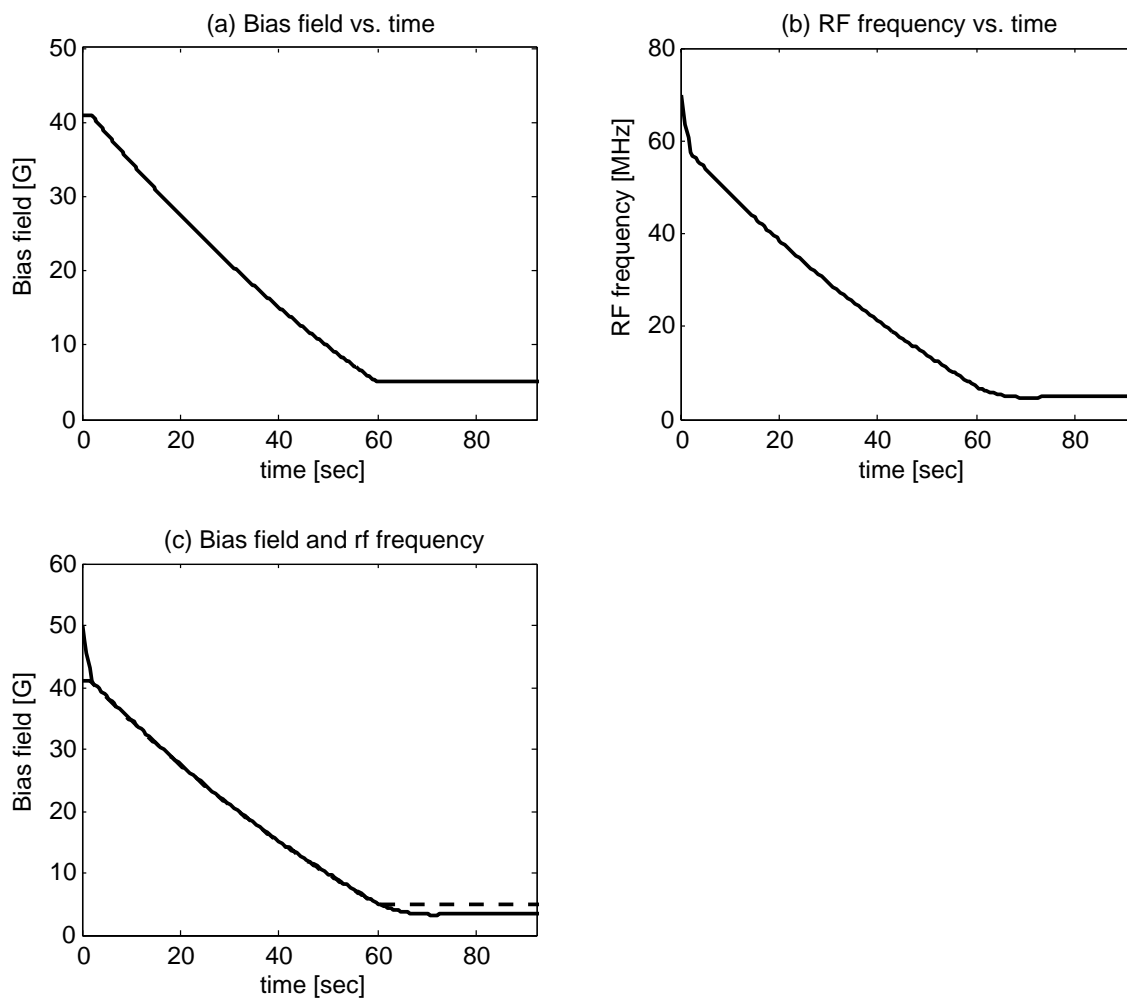 (a) Bias field vs. time
50
40
30
20
10
0
Bias field [G]
0 20 40 60 80
time [sec]
(b) RF frequency vs. time
80
60
40
20
0
RF frequency [MHz]
0 20 40 60 80
time [sec]
(c) Bias field and rf frequency
60
50
40
30
20
10
0
Bias field [G]
0 20 40 60 80
time [sec]